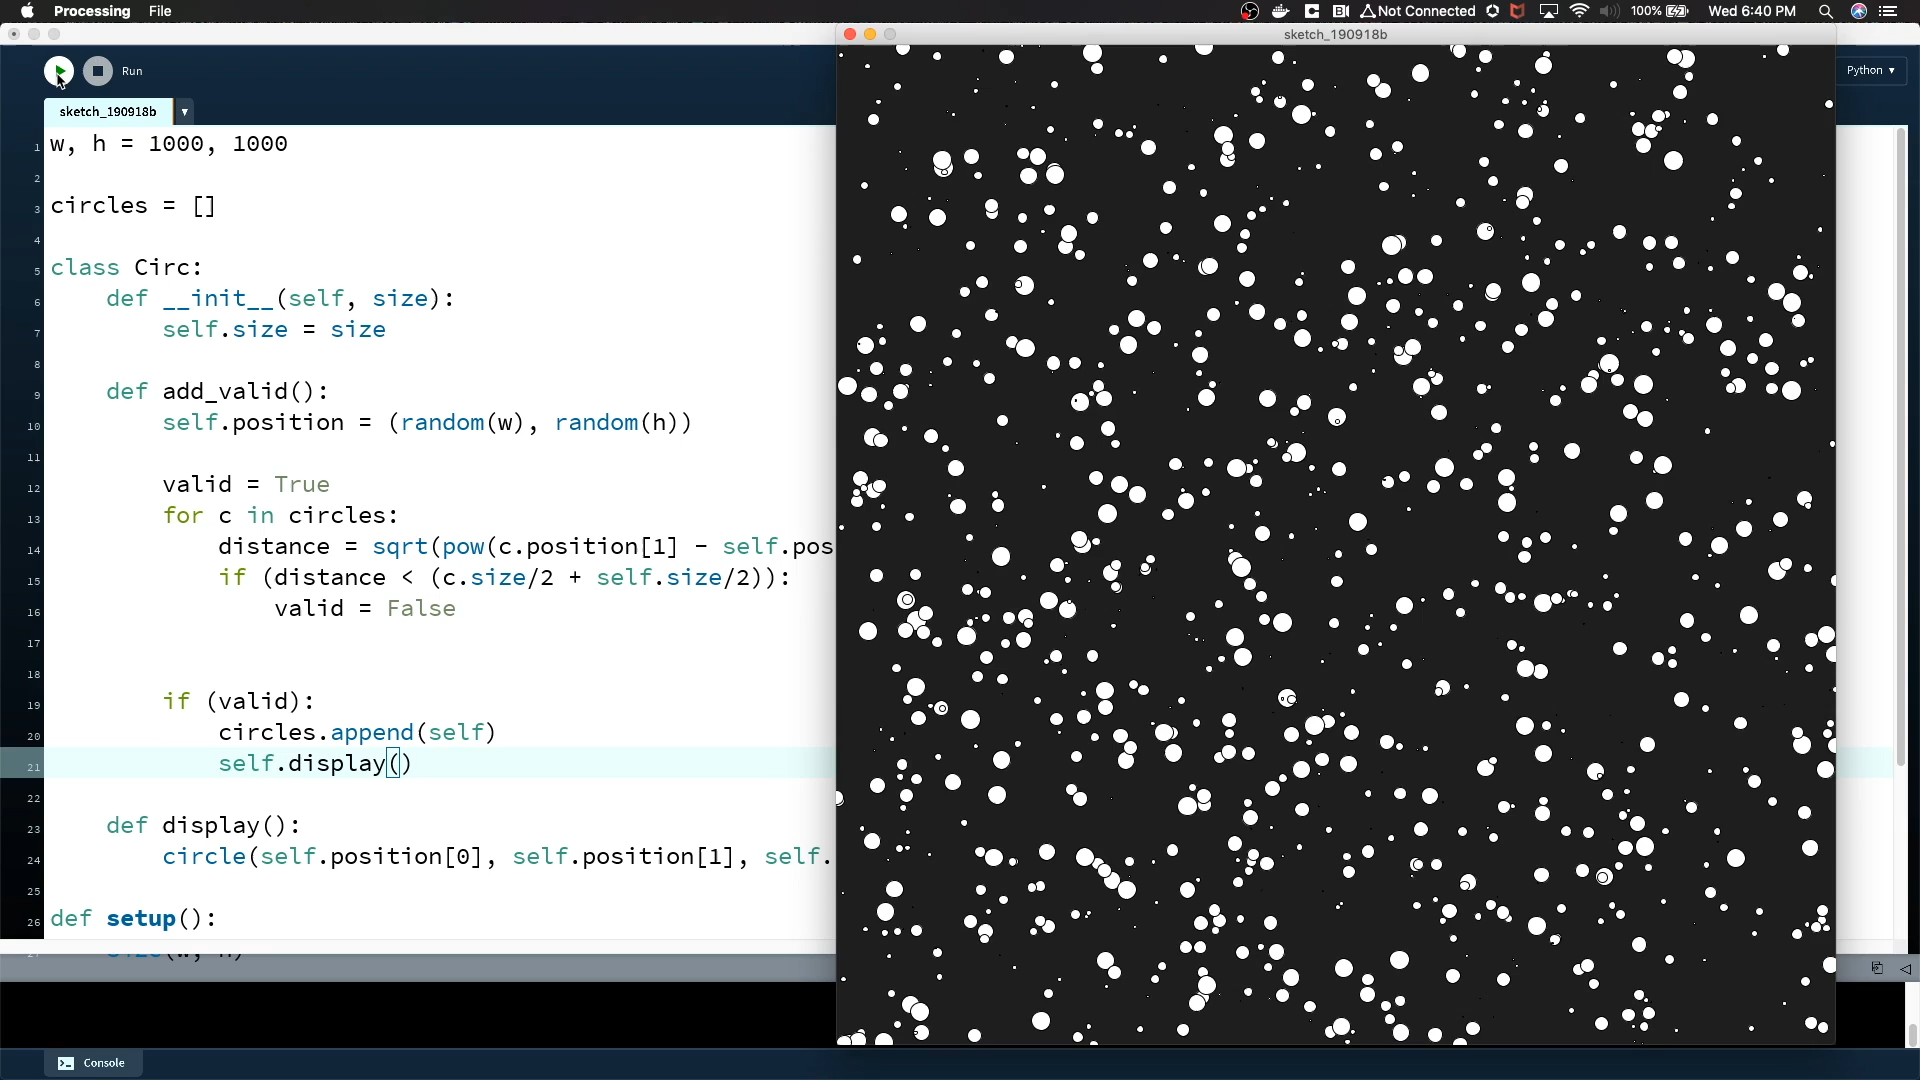 Processing File
Not Connected 100% Wed 6:40 PM
sketch_190918b
Run
Python
sketch_190918b
1 w, h = 1000, 1000
2
3 circles = []
4
5 class Circ:
6 def __init__(self, size):
7 self.size = size
8
9 def add_valid():
10 self.position = (random(w), random(h))
11
12 valid = True
13 for c in circles:
14 distance = sqrt(pow(c.position[1] - self.pos
15 if (distance < (c.size/2 + self.size/2)):
16 valid = False
17
18
19 if (valid):
20 circles.append(self)
21 self.display()
22
23 def display():
24 circle(self.position[0], self.position[1], self.
25
26 def setup():
Console